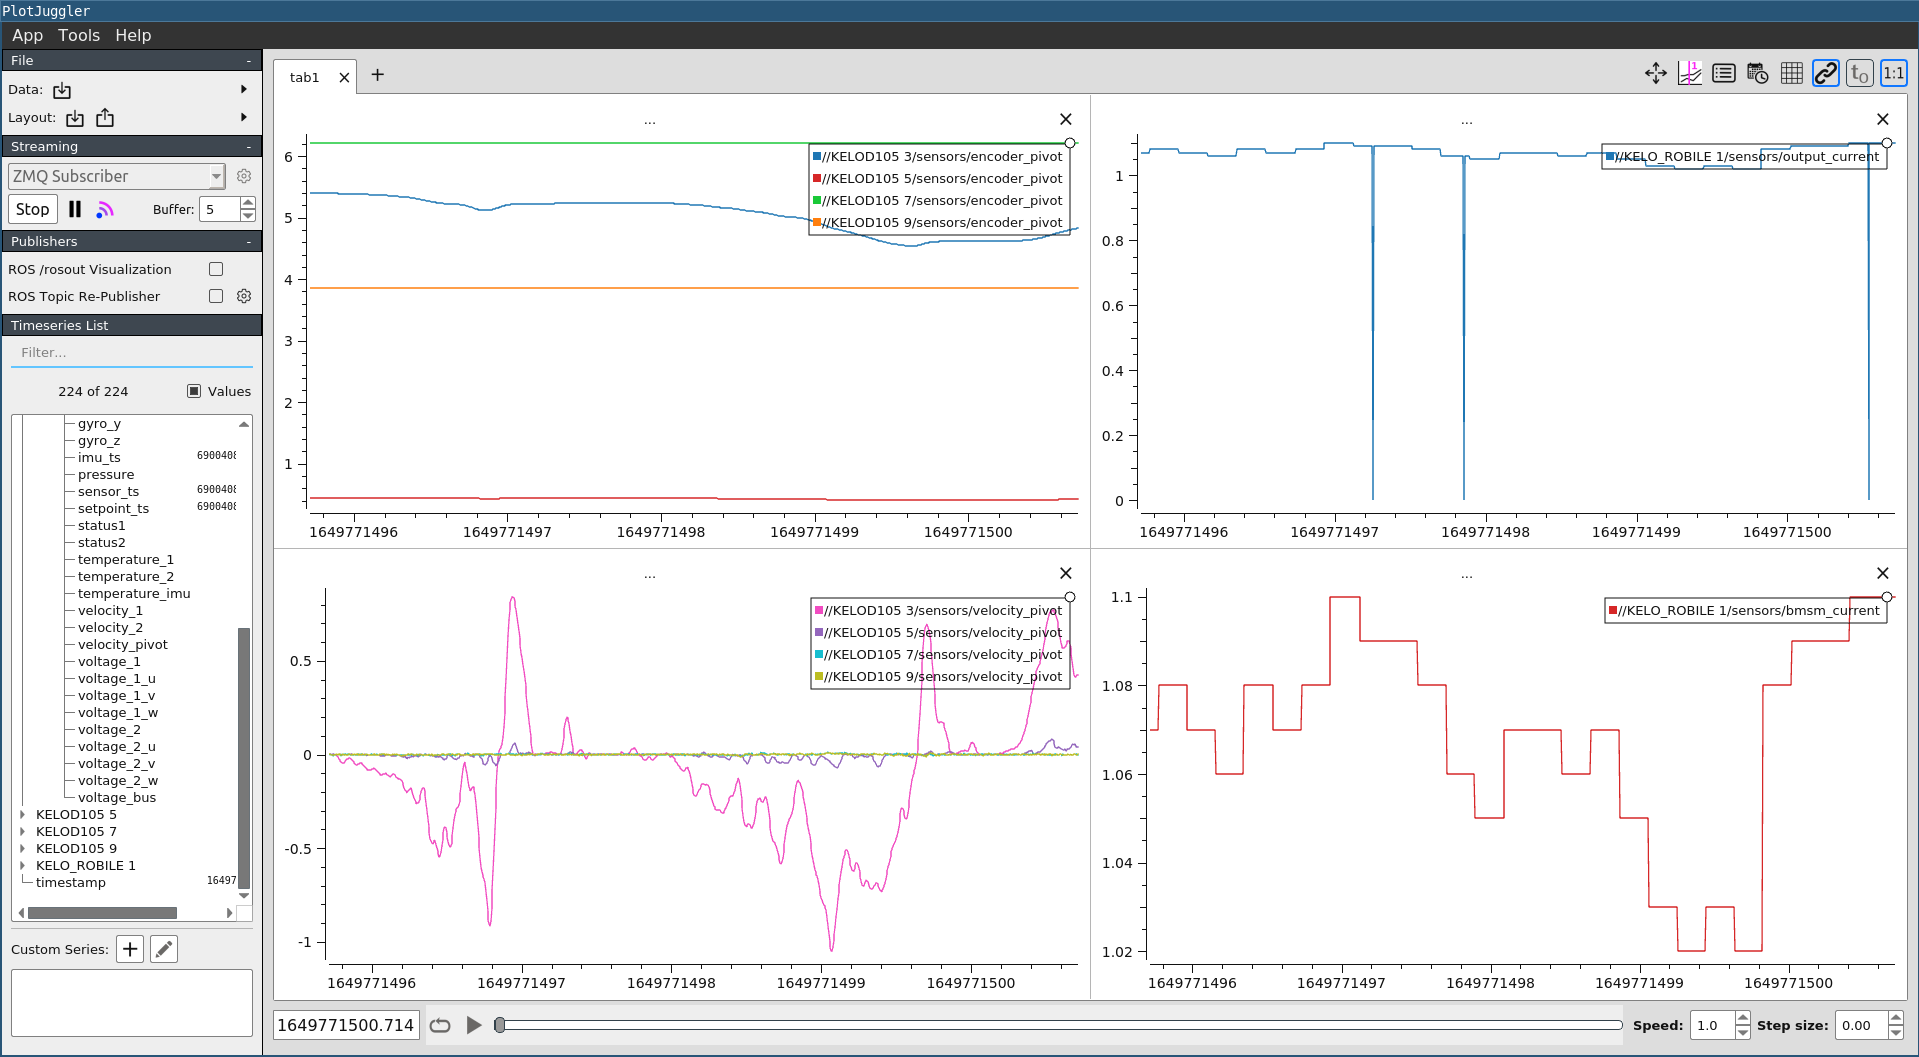 PlotJuggler
App Tools Help
File -
Data:
Layout:
Streaming -
ZMQ Subscriber
Stop Buffer: 5
Publishers -
ROS /rosout Visualization
ROS Topic Re-Publisher
Timeseries List
Filter...
224 of 224 Values
gyro_y
gyro_z
imu_ts 6900408
pressure
sensor_ts 6900408
setpoint_ts 6900408
status1
status2
temperature_1
temperature_2
temperature_imu
velocity_1
velocity_2
velocity_pivot
voltage_1
voltage_1_u
voltage_1_v
voltage_1_w
voltage_2
voltage_2_u
voltage_2_v
voltage_2_w
voltage_bus
KELOD105 5
KELOD105 7
KELOD105 9
KELO_ROBILE 1
timestamp 16497
Custom Series:
tab1
t0 1:1
...
//KELOD105 3/sensors/encoder_pivot
//KELOD105 5/sensors/encoder_pivot
//KELOD105 7/sensors/encoder_pivot
//KELOD105 9/sensors/encoder_pivot
6
5
4
3
2
1
1649771496 1649771497 1649771498 1649771499 1649771500
...
//KELO_ROBILE 1/sensors/output_current
1
0.8
0.6
0.4
0.2
0
1649771496 1649771497 1649771498 1649771499 1649771500
...
//KELOD105 3/sensors/velocity_pivot
//KELOD105 5/sensors/velocity_pivot
//KELOD105 7/sensors/velocity_pivot
//KELOD105 9/sensors/velocity_pivot
0.5
0
-0.5
-1
1649771496 1649771497 1649771498 1649771499 1649771500
...
//KELO_ROBILE 1/sensors/bmsm_current
1.1
1.08
1.06
1.04
1.02
1649771496 1649771497 1649771498 1649771499 1649771500
1649771500.714 Speed: 1.0 Step size: 0.00